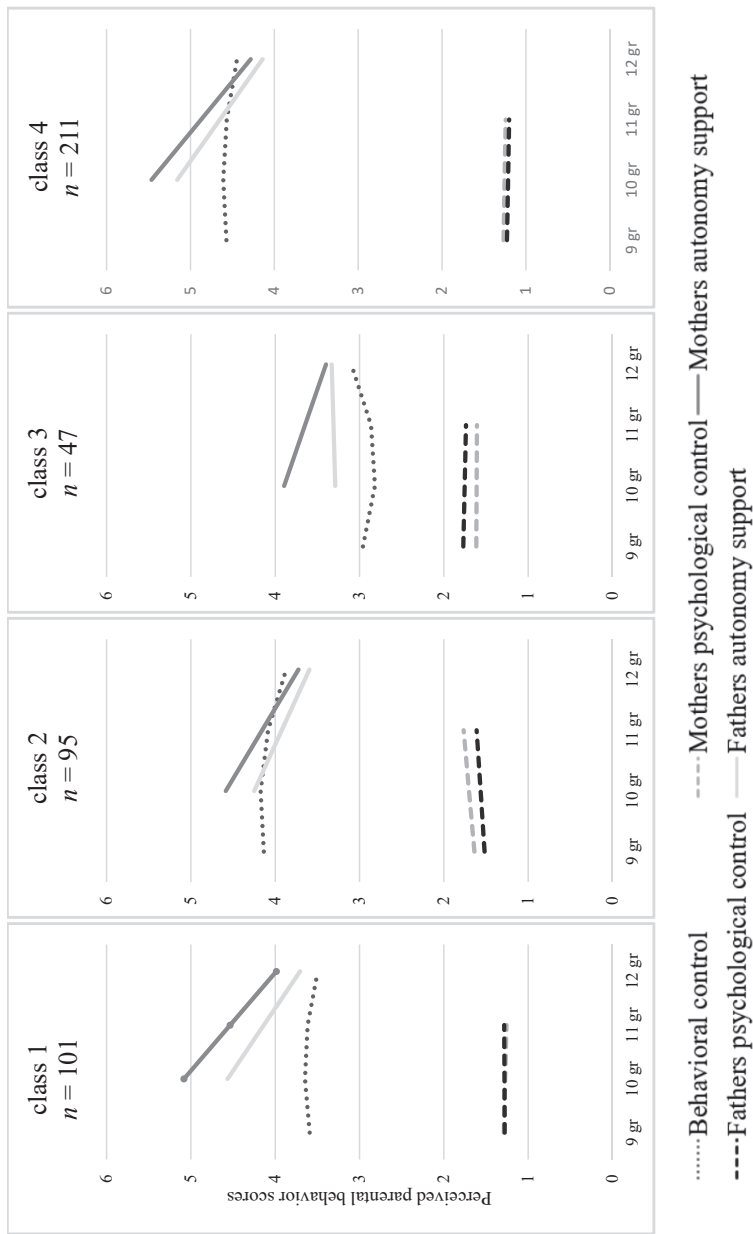 class 1
n = 101
6
5
4
3
2
1
0
9 gr 10 gr 11 gr 12 gr
Perceived parental behavior scores
class 2
n = 95
6
5
4
3
2
1
0
9 gr 10 gr 11 gr 12 gr
class 3
n = 47
6
5
4
3
2
1
0
9 gr 10 gr 11 gr 12 gr
class 4
n = 211
6
5
4
3
2
1
0
9 gr 10 gr 11 gr 12 gr
Behavioral control Mothers psychological control Mothers autonomy support
Fathers psychological control Fathers autonomy support